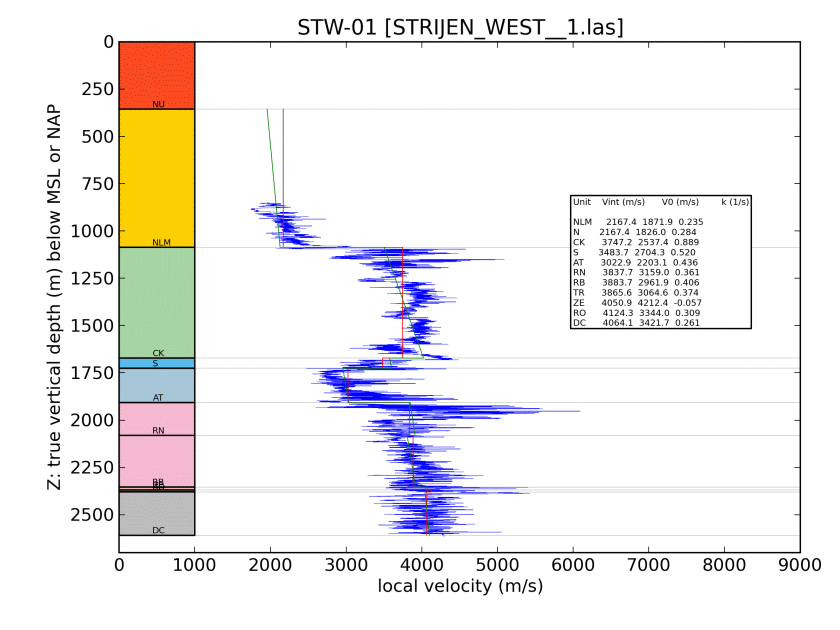 STW-01 [STRIJEN_WEST__1.las]
Z: true vertical depth (m) below MSL or NAP
0
250
500
750
1000
1250
1500
1750
2000
2250
2500
NU
NLM
CK
S
AT
RN
DC
Unit Vint (m/s) V0 (m/s) k (1/s)
NLM 2167.4 1871.9 0.235
N 2167.4 1826.0 0.284
CK 3747.2 2537.4 0.889
S 3483.7 2704.3 0.520
AT 3022.9 2203.1 0.436
RN 3837.7 3159.0 0.361
RB 3883.7 2961.9 0.406
TR 3865.6 3064.6 0.374
ZE 4050.9 4212.4 -0.057
RO 4124.3 3344.0 0.309
DC 4064.1 3421.7 0.261
0 1000 2000 3000 4000 5000 6000 7000 8000 9000
local velocity (m/s)